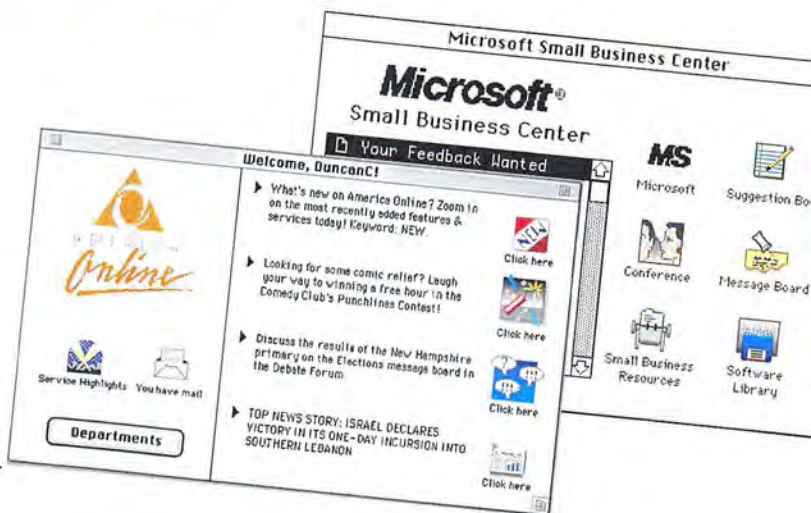 Microsoft Small Business Center
Microsoft®
Small Business Center
Your Feedback Wanted
MS
Microsoft
Suggestion Bo
Conference
Message Board
Small Business
Resources
Software
Library
Welcome, DuncanC!
Online
Service Highlights
You have mail
Departments
What's new on America Online? Zoom in
on the most recently added features &
services today! Keyword: NEW.
NEW
Click here
Looking for some comic relief? Laugh
your way to winning a free hour in the
Comedy Club's Punchlines Contest!
Click here
Discuss the results of the New Hampshire
primary on the Elections message board in
the Debate Forum
Click here
TOP NEWS STORY: ISRAEL DECLARES
VICTORY IN ITS ONE-DAY INCURSION INTO
SOUTHERN LEBANON
Click here